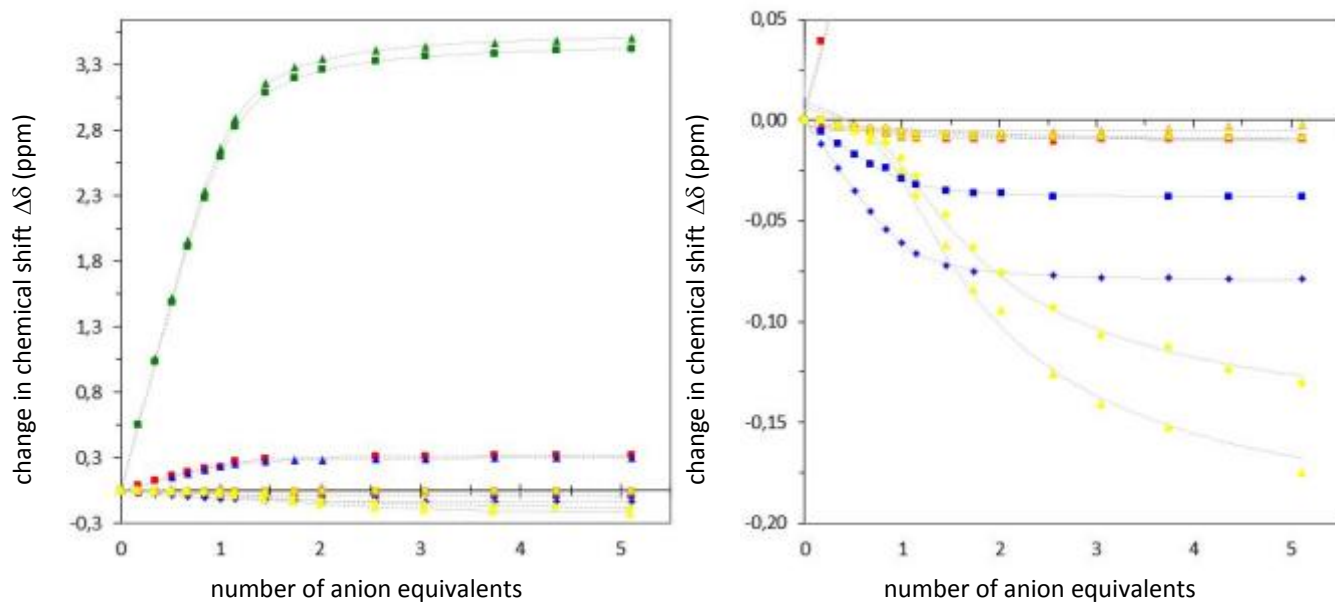 change in chemical shift Δδ (ppm)
3,3
2,8
2,3
1,8
1,3
0,8
0,3
-0,3
0 1 2 3 4 5
number of anion equivalents
change in chemical shift Δδ (ppm)
0,05
0,00
-0,05
-0,10
-0,15
-0,20
0 1 2 3 4 5
number of anion equivalents